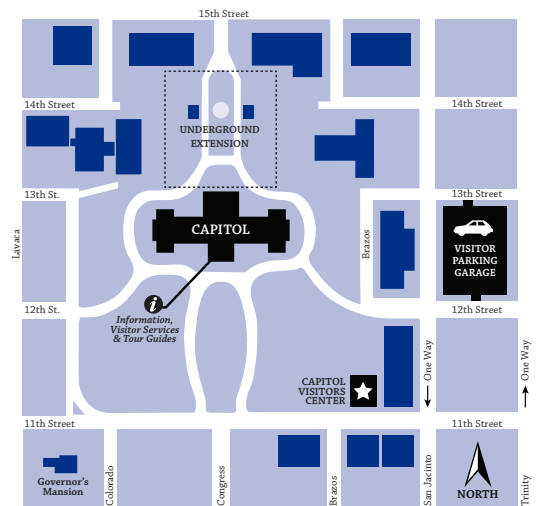 15th Street
14th Street
14th Street
UNDERGROUND
EXTENSION
13th St.
13th Street
Lavaca
CAPITOL
Brazos
VISITOR
PARKING
GARAGE
i
Information,
Visitor Services
& Tour Guides
12th St.
12th Street
One Way
One Way
CAPITOL
VISITORS
CENTER
11th Street
11th Street
Governor's
Mansion
Colorado
Congress
Brazos
San Jacinto
NORTH
Trinity